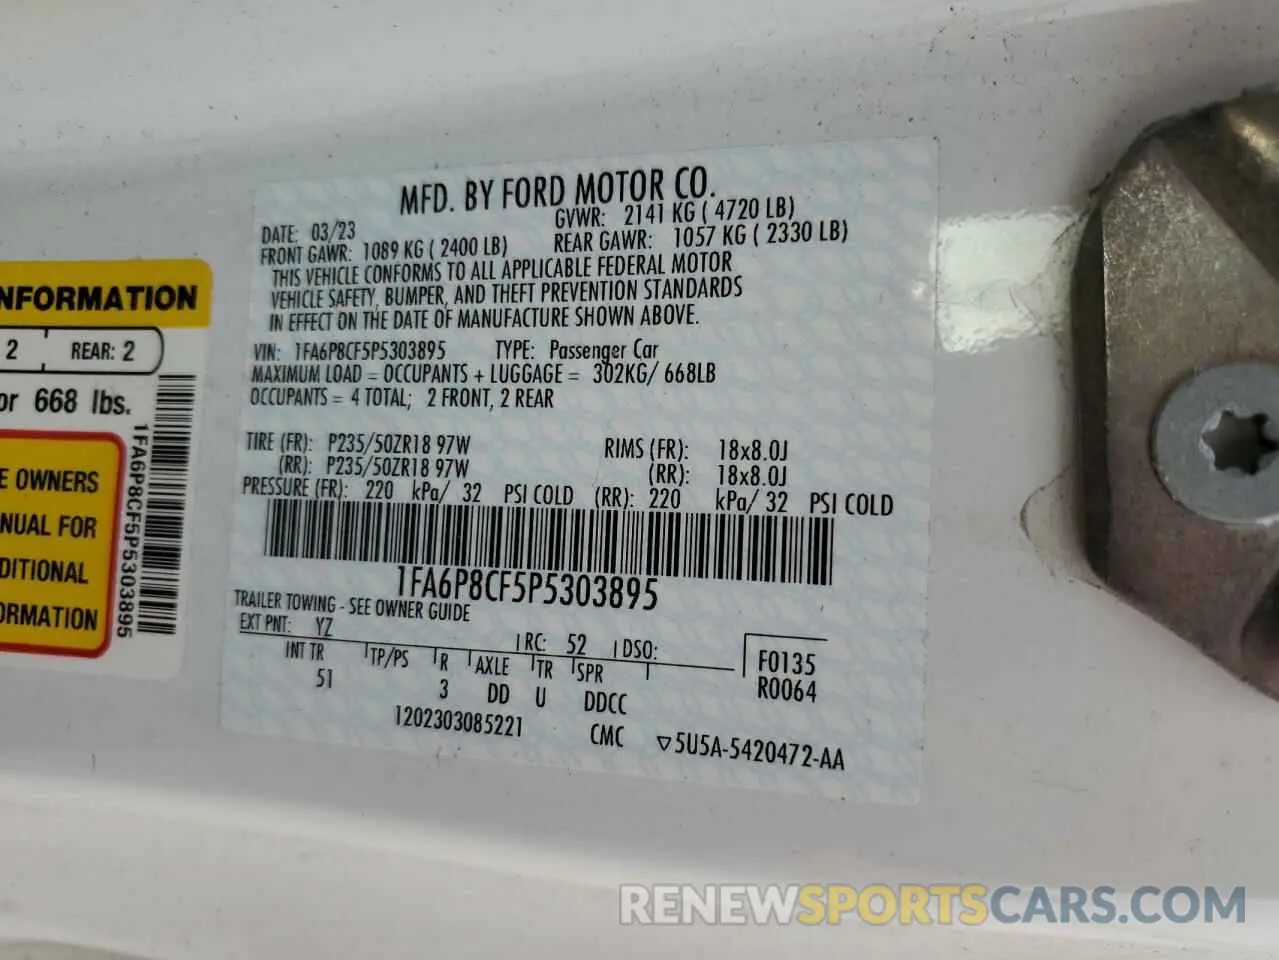 MFD. BY FORD MOTOR CO.
DATE: 03/23
GVWR: 2141 KG ( 4720 LB)
FRONT GAWR: 1089 KG ( 2400 LB)
REAR GAWR: 1057 KG ( 2330 LB)
THIS VEHICLE CONFORMS TO ALL APPLICABLE FEDERAL MOTOR
VEHICLE SAFETY, BUMPER, AND THEFT PREVENTION STANDARDS
IN EFFECT ON THE DATE OF MANUFACTURE SHOWN ABOVE.
VIN: 1FA6P8CF5P5303895 TYPE: Passenger Car
MAXIMUM LOAD = OCCUPANTS + LUGGAGE = 302KG/ 668LB
OCCUPANTS = 4 TOTAL; 2 FRONT, 2 REAR
TIRE (FR): P235/50ZR18 97W RIMS (FR): 18x8.0J
(RR): P235/50ZR18 97W (RR): 18x8.0J
PRESSURE (FR): 220 kPa/ 32 PSI COLD (RR): 220 kPa/ 32 PSI COLD
1FA6P8CF5P5303895
TRAILER TOWING - SEE OWNER GUIDE
EXT PNT: YZ RC: 52 DSO:
INT TR TP/PS R AXLE TR SPR
51 3 DD U DDCC
F0135
R0064
1202303085221 CMC ▽5U5A-5420472-AA
NFORMATION
2 REAR: 2
or 668 lbs.
E OWNERS
NUAL FOR
DITIONAL
ORMATION
1FA6P8CF5P5303895
RENEWSPORTSCARS.COM